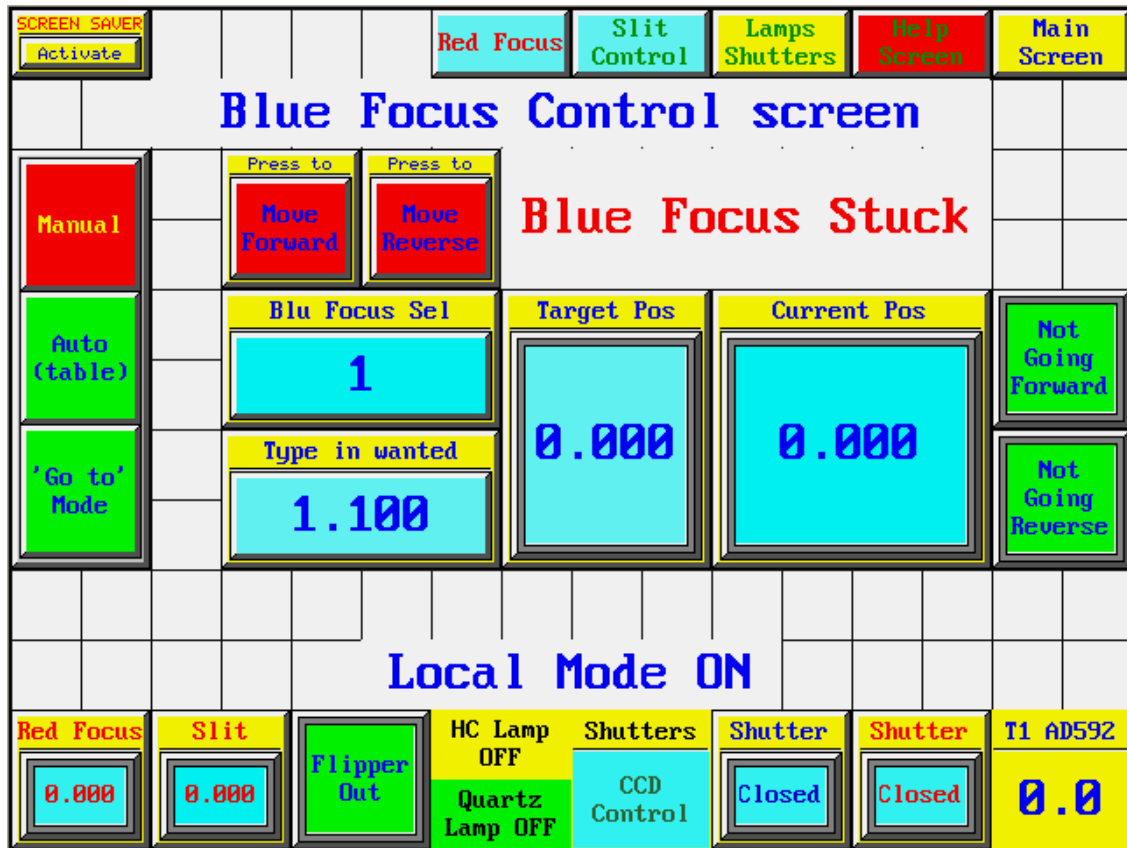 SCREEN SAVER
Activate
Red Focus
Slit
Control
Lamps
Shutters
Help
Screen
Main
Screen
Blue Focus Control screen
Manual
Auto
(table)
'Go to'
Mode
Press to
Move
Forward
Press to
Move
Reverse
Blue Focus Stuck
Blu Focus Sel
1
Type in wanted
1.100
Target Pos
0.000
Current Pos
0.000
Not
Going
Forward
Not
Going
Reverse
Local Mode ON
Red Focus
0.000
Slit
0.000
Flipper
Out
HC Lamp
OFF
Quartz
Lamp OFF
Shutters
CCD
Control
Shutter
Closed
Shutter
Closed
T1 AD592
0.0